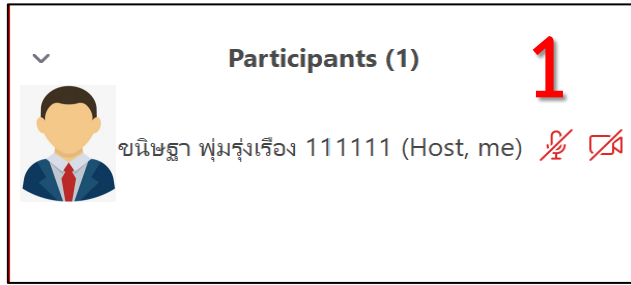 Participants (1)
1
ขนิษฐา พุ่มรุ่งเรือง 111111 (Host, me)